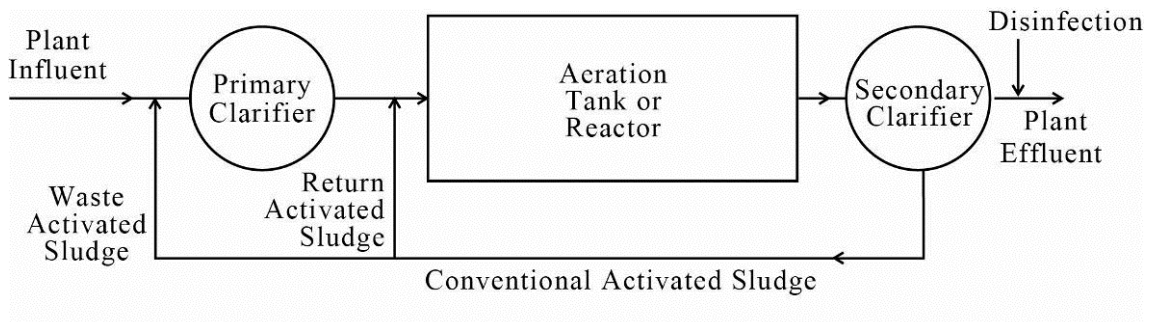 Plant
Influent
Primary
Clarifier
Aeration
Tank or
Reactor
Secondary
Clarifier
Disinfection
Plant
Effluent
Waste
Activated
Sludge
Return
Activated
Sludge
Conventional Activated Sludge